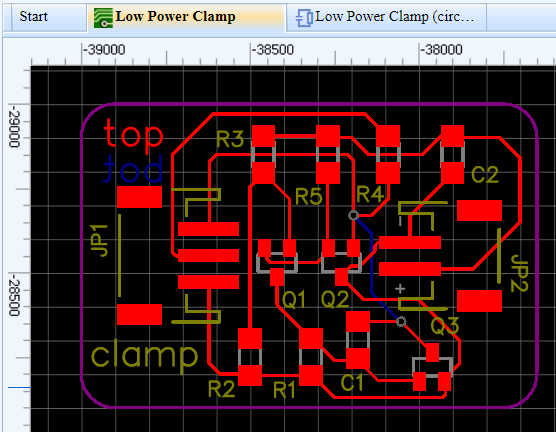 Start
Low Power Clamp
Low Power Clamp (circ…
-39000
-38500
-38000
-29000
-28500
top
bot
R3
R5
R4
C2
JP1
JP2
Q1
Q2
+
Q3
clamp
R2
R1
C1